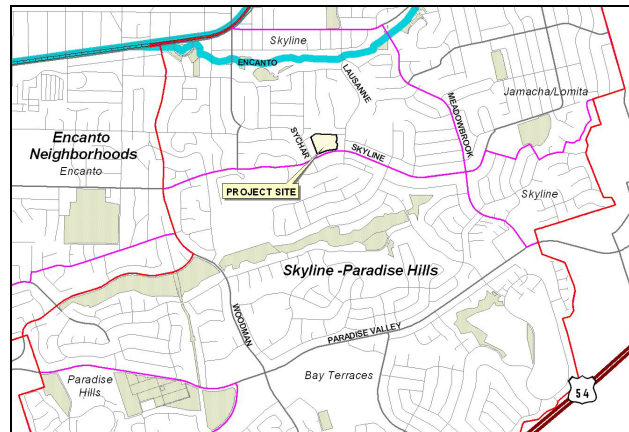 Skyline
ENCANTO
LAUSANNE
MEADOWBROOK
Jamacha/Lomita
Encanto
Neighborhoods
Encanto
SYCHAR
SKYLINE
PROJECT SITE
Skyline
Skyline -Paradise Hills
WOODMAN
PARADISE VALLEY
Bay Terraces
Paradise
Hills
54